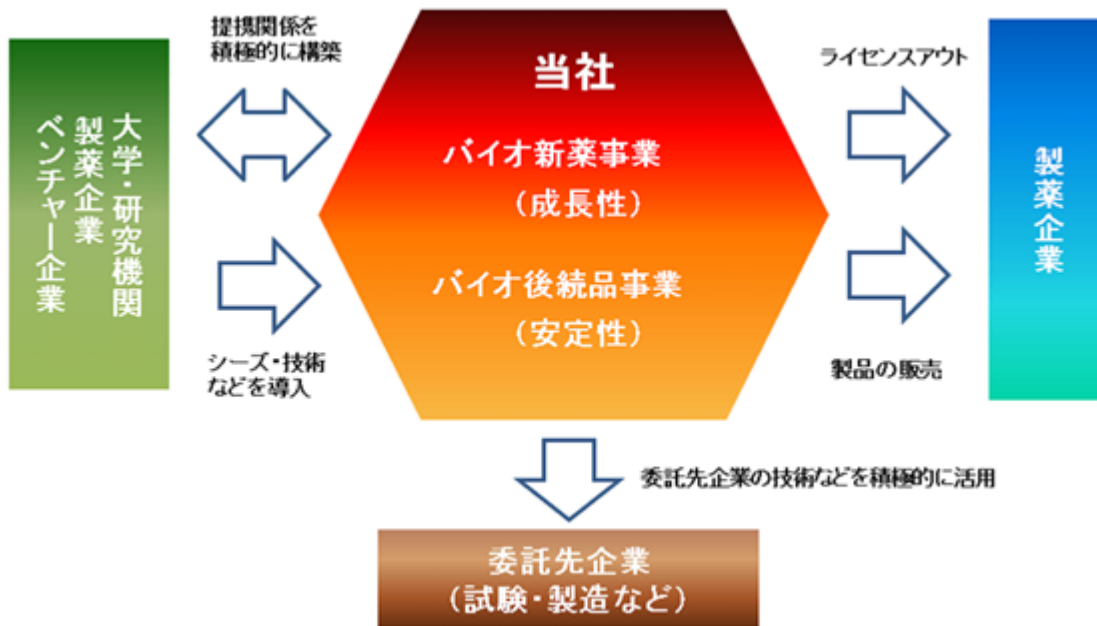 大学・研究機関
製薬企業
ベンチャー企業
提携関係を
積極的に構築
シーズ・技術
などを導入
当社
バイオ新薬事業
（成長性）
バイオ後続品事業
（安定性）
ライセンスアウト
製品の販売
製薬企業
委託先企業の技術などを積極的に活用
委託先企業
（試験・製造など）